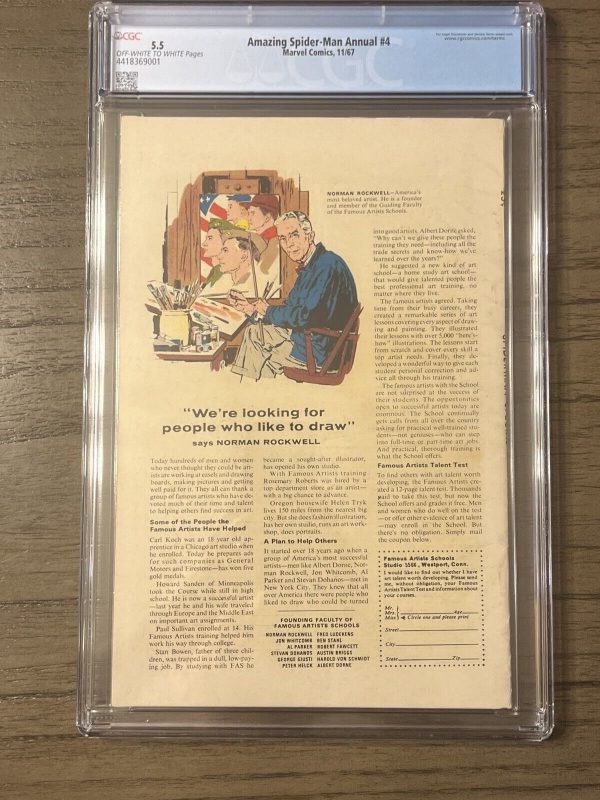 CGC
5.5
OFF-WHITE TO WHITE Pages
4418369001
Amazing Spider-Man Annual #4
Marvel Comics, 11/67
www.cgccomics.com/terms
CGC
NORMAN ROCKWELL—America's
most beloved artist. He is a founder
and member of the Guiding Faculty
of the Famous Artists Schools.
"We're looking for
people who like to draw"
says NORMAN ROCKWELL
Today hundreds of men and women
who never thought they could be art-
ists are working at easels and drawing
boards, making pictures and getting
well paid for it. They all can thank a
group of famous artists who have de-
voted much of their time and talent
to helping others find success in art.
Some of the People the
Famous Artists Have Helped
Carl Koch was an 18 year old ap-
prentice in a Chicago art studio when
he enrolled. Today he prepares ads
for such companies as General
Motors and Firestone—has won five
gold medals.
Howard Sanden of Minneapolis
took the Course while still in high
school. He is now a successful artist
—last year he and his wife traveled
through Europe and the Middle East
on important art assignments.
Paul Sullivan enrolled at 14. His
Famous Artists training helped him
work his way through college.
Stan Bowen, father of three chil-
dren, was trapped in a dull, low-pay-
ing job. By studying with FAS he
became a sought-after illustrator,
has opened his own studio.
With Famous Artists training
Rosemary Roberts was hired by a
top department store as an artist—
with a big chance to advance.
Oregon housewife Helen Tryk
lives 150 miles from the nearest big
city. But she does fashion illustration,
has her own studio, runs an art work-
shop, does portraits.
A Plan to Help Others
It started over 18 years ago when a
group of America's most successful
artists—men like Albert Dorne, Nor-
man Rockwell, Jon Whitcomb, Al
Parker and Stevan Dohanos—met in
New York City. They knew that all
over America there were people who
liked to draw who could be turned
FOUNDING FACULTY OF
FAMOUS ARTISTS SCHOOLS
NORMAN ROCKWELL FRED LUDEKENS
JON WHITCOMB BEN STAHL
AL PARKER ROBERT FAWCETT
STEVAN DOHANOS AUSTIN BRIGGS
GEORGE GIUSTI HAROLD VON SCHMIDT
PETER HELCK ALBERT DORNE
into good artists. Albert Dorne asked,
"Why can't we give these people the
training they need—including all the
trade secrets and know-how we've
learned over the years?"
He suggested a new kind of art
school—a home study art school—
that would give talented people the
best professional art training, no
matter where they live.
The famous artists agreed. Taking
time from their busy careers, they
created a remarkable series of art
lessons covering every aspect of draw-
ing and painting. They illustrated
their lessons with over 5,000 "here's-
how" illustrations. The lessons start
from scratch and cover every skill a
top artist needs. Finally, they de-
veloped a wonderful way to give each
student personal correction and ad-
vice all through his training.
The famous artists with the School
are not surprised at the success of
their students. The opportunities
open to successful artists today are
enormous. The School continually
gets calls from all over the country
asking for practical well-trained stu-
dents—not geniuses—who can step
into full-time or part-time art jobs.
And practical, thorough training is
what the School offers.
Famous Artists Talent Test
To find others with art talent worth
developing, the Famous Artists cre-
ated a 12-page talent test. Thousands
paid to take this test, but now the
School offers and grades it free. Men
and women who do well on the test
—or offer other evidence of art talent
—may enroll in the School. But
there's no obligation. Simply mail
the coupon below.
Famous Artists Schools
Studio 5566, Westport, Conn.
I would like to find out whether I have
art talent worth developing. Please send
me, without obligation, your Famous
Artists Talent Test and information about
your courses.
Mr.
Mrs. Age
Miss Circle one and please print
Street
City
State Zip